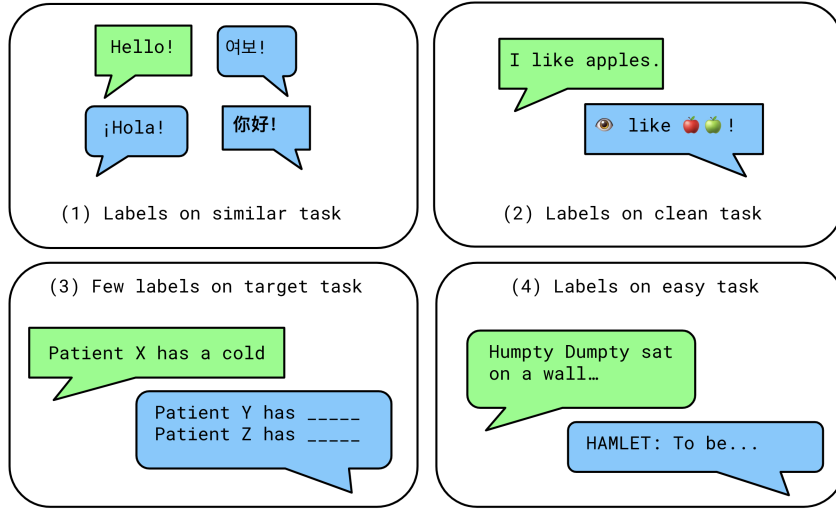 Hello!
여보!
¡Hola!
你好!
(1) Labels on similar task
I like apples.
👁️ like 🍎🍏!
(2) Labels on clean task
(3) Few labels on target task
Patient X has a cold
Patient Y has _____
Patient Z has _____
(4) Labels on easy task
Humpty Dumpty sat
on a wall…
HAMLET: To be...